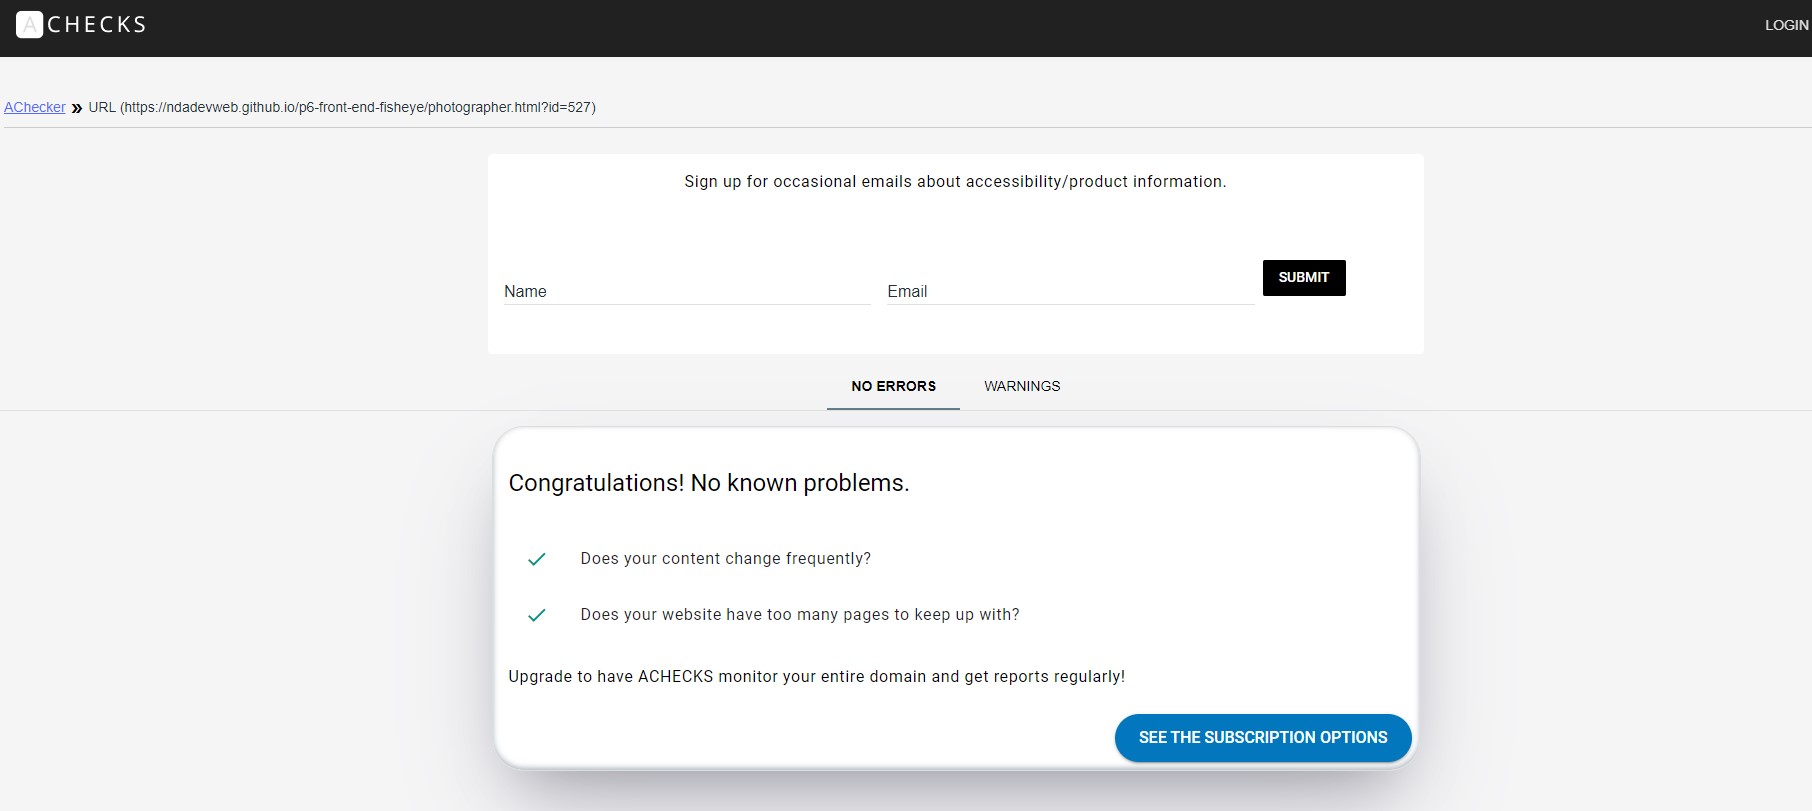 ACHECKS
LOGIN
AChecker » URL (https://ndadevweb.github.io/p6-front-end-fisheye/photographer.html?id=527)
Sign up for occasional emails about accessibility/product information.
Name Email SUBMIT
NO ERRORS WARNINGS
Congratulations! No known problems.
Does your content change frequently?
Does your website have too many pages to keep up with?
Upgrade to have ACHECKS monitor your entire domain and get reports regularly!
SEE THE SUBSCRIPTION OPTIONS